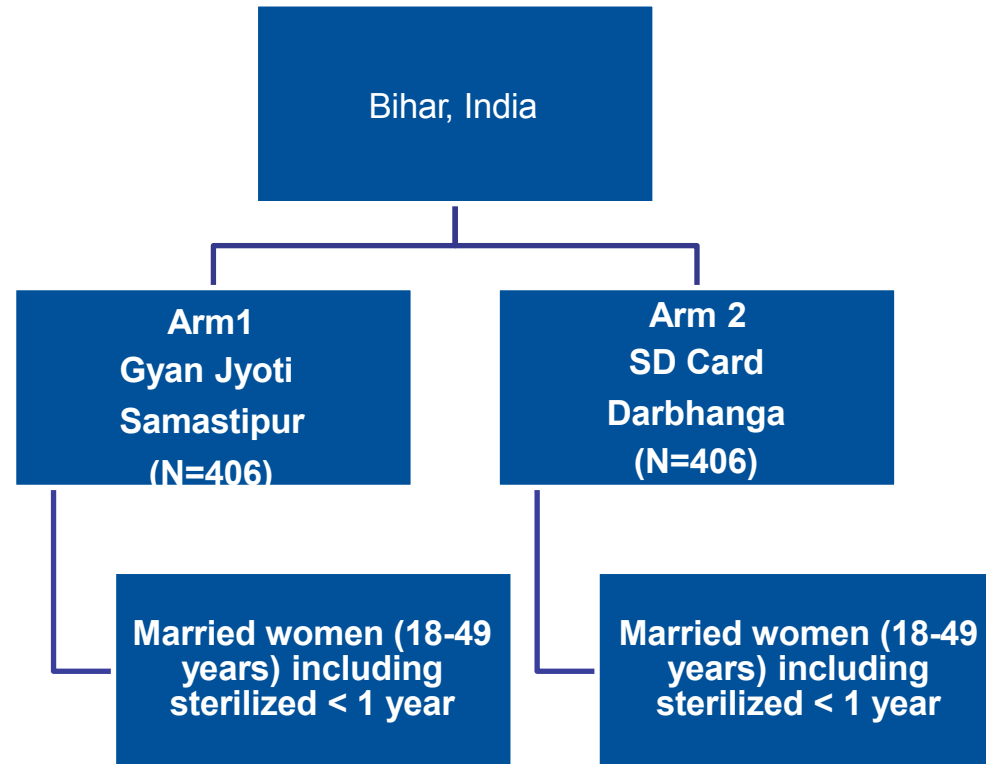 Bihar, India
Arm1
Gyan Jyoti
Samastipur
(N=406)
Arm 2
SD Card
Darbhanga
(N=406)
Married women (18-49
years) including
sterilized < 1 year
Married women (18-49
years) including
sterilized < 1 year